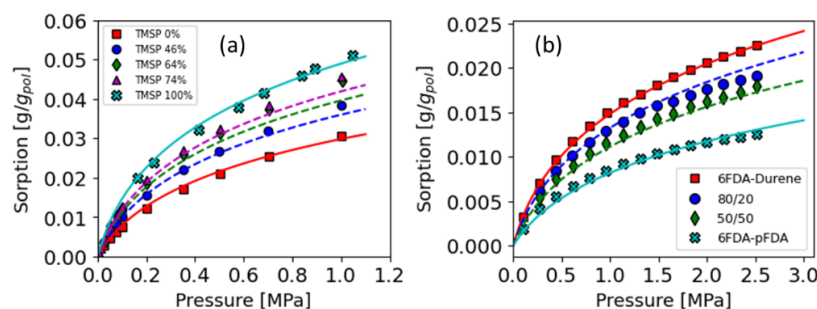 (a)
TMSP 0%
TMSP 46%
TMSP 64%
TMSP 74%
TMSP 100%
Sorption [g/gpol]
0.06
0.05
0.04
0.03
0.02
0.01
0.00
0.0 0.2 0.4 0.6 0.8 1.0 1.2
Pressure [MPa]
(b)
Sorption [g/gpol]
0.025
0.020
0.015
0.010
0.005
0.000
6FDA-Durene
80/20
50/50
6FDA-pFDA
0.0 0.5 1.0 1.5 2.0 2.5 3.0
Pressure [MPa]